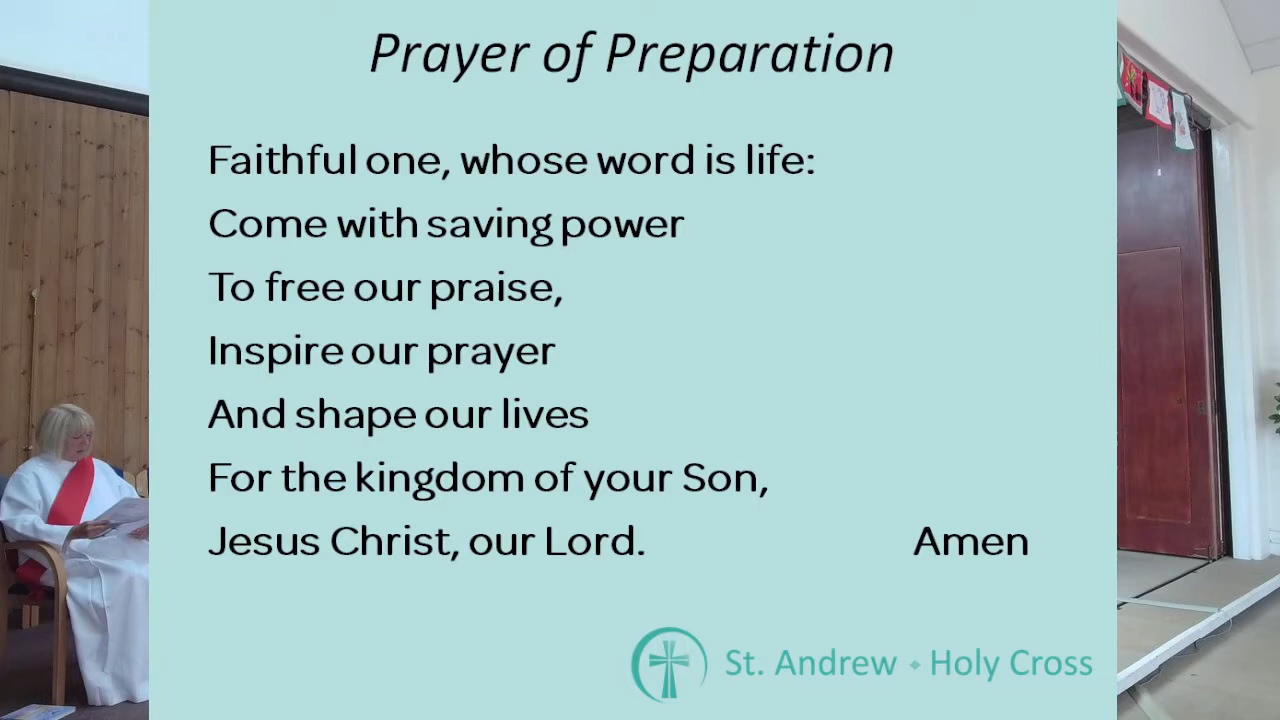 Prayer of Preparation
Faithful one, whose word is life:
Come with saving power
To free our praise,
Inspire our prayer
And shape our lives
For the kingdom of your Son,
Jesus Christ, our Lord. Amen
St. Andrew • Holy Cross